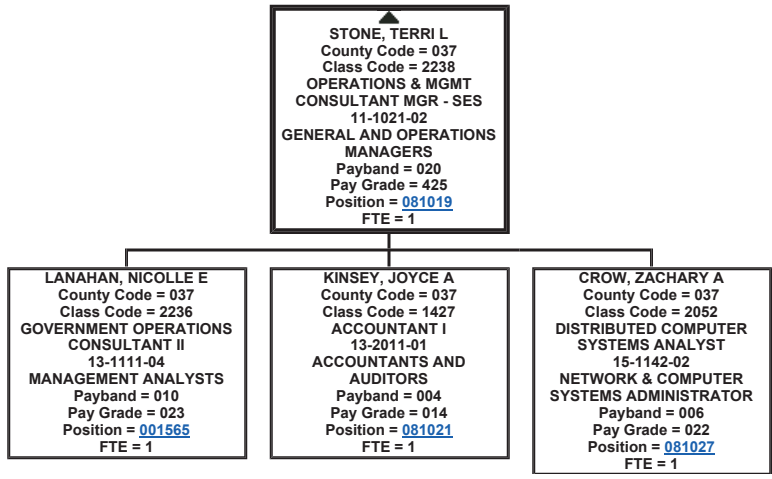 STONE, TERRI L
County Code = 037
Class Code = 2238
OPERATIONS & MGMT
CONSULTANT MGR - SES
11-1021-02
GENERAL AND OPERATIONS
MANAGERS
Payband = 020
Pay Grade = 425
Position = 081019
FTE = 1
LANAHAN, NICOLLE E
County Code = 037
Class Code = 2236
GOVERNMENT OPERATIONS
CONSULTANT II
13-1111-04
MANAGEMENT ANALYSTS
Payband = 010
Pay Grade = 023
Position = 001565
FTE = 1
KINSEY, JOYCE A
County Code = 037
Class Code = 1427
ACCOUNTANT I
13-2011-01
ACCOUNTANTS AND
AUDITORS
Payband = 004
Pay Grade = 014
Position = 081021
FTE = 1
CROW, ZACHARY A
County Code = 037
Class Code = 2052
DISTRIBUTED COMPUTER
SYSTEMS ANALYST
15-1142-02
NETWORK & COMPUTER
SYSTEMS ADMINISTRATOR
Payband = 006
Pay Grade = 022
Position = 081027
FTE = 1